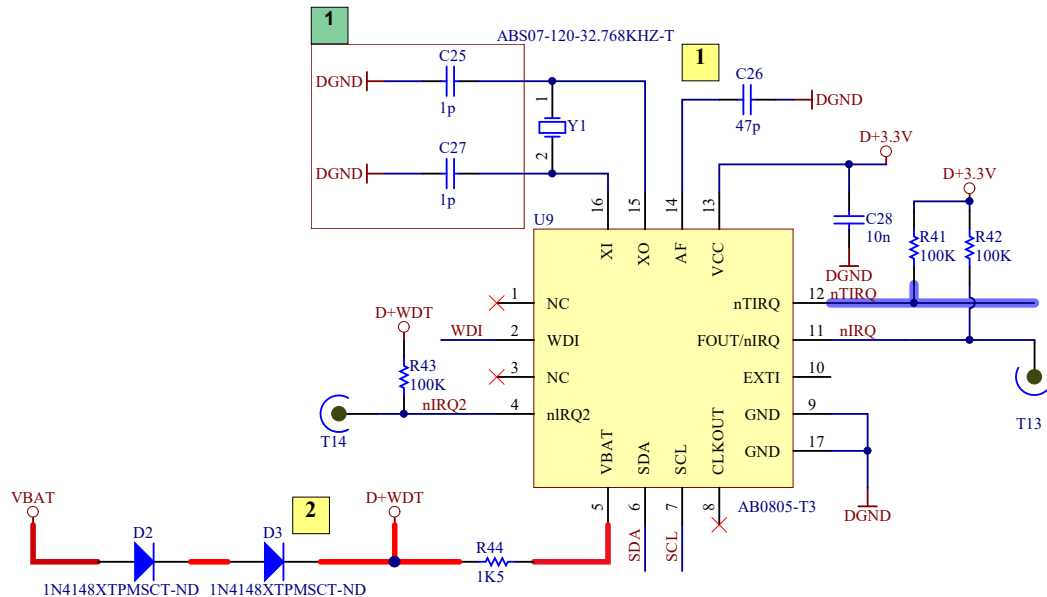 1
ABS07-120-32.768KHZ-T
1
C25
DGND
1p
C26
DGND
47p
1
Y1
2
C27
DGND
1p
D+3.3V
D+3.3V
16
15
14
13
U9
XI
XO
AF
VCC
C28
10n
DGND
R41
100K
R42
100K
1
NC
nTIRQ
12
nTIRQ
D+WDT
WDI
2
WDI
FOUT/nIRQ
11
nIRQ
R43
100K
3
NC
EXTI
10
nIRQ2
4
nIRQ2
GND
9
T14
T13
GND
17
VBAT
SDA
SCL
CLKOUT
5
6
7
8
AB0805-T3
DGND
SDA
SCL
VBAT
D+WDT
2
D2
D3
R44
1K5
1N4148XTPMSCT-ND
1N4148XTPMSCT-ND